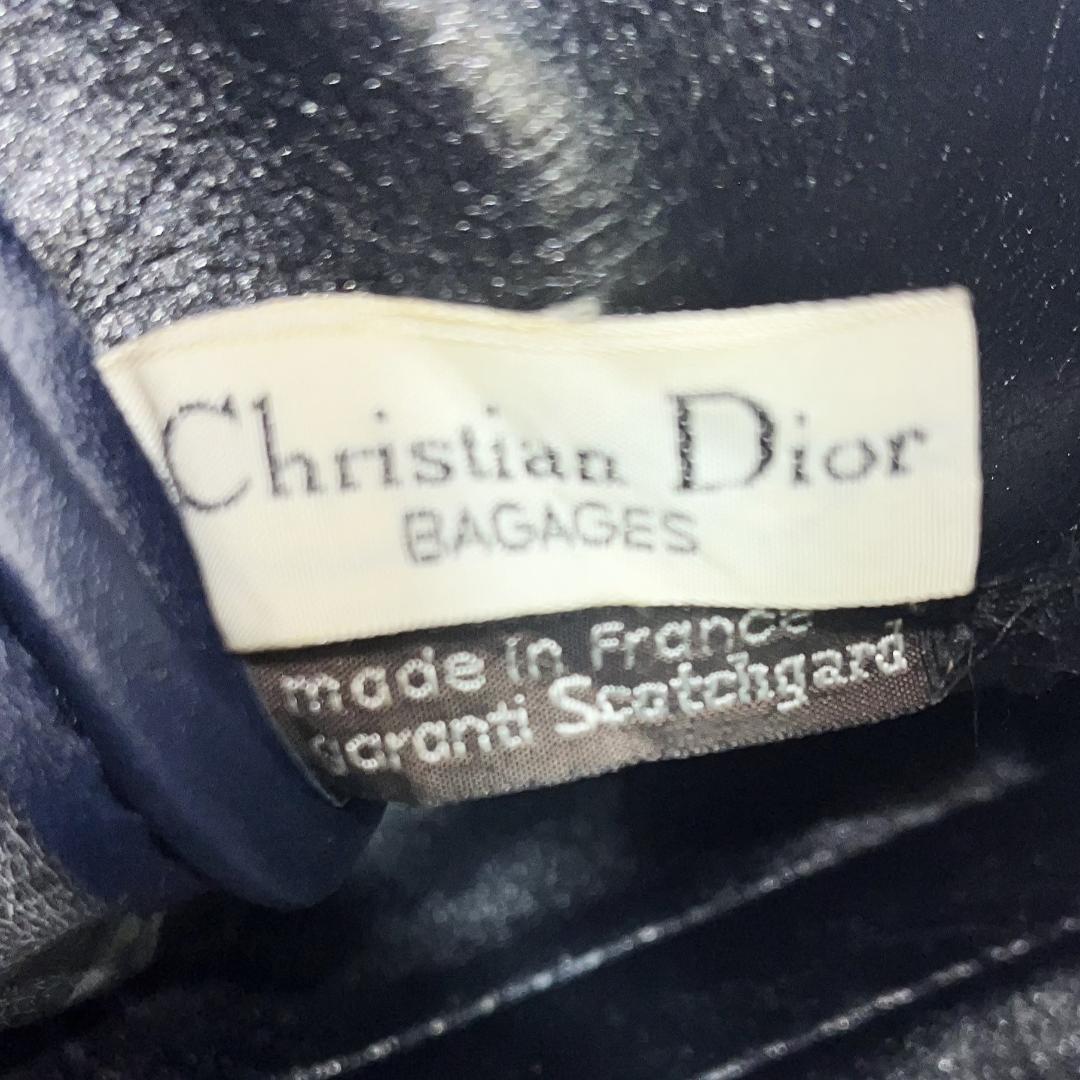 Christian Dior
BAGAGES
made in France
garanti Scotchgard